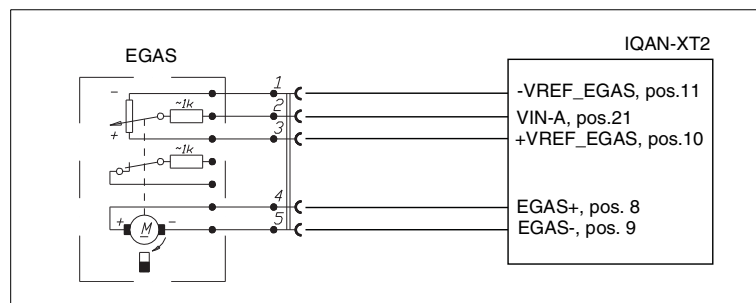 EGAS
IQAN-XT2
-
+
~1k
~1k
1
2
3
4
5
-VREF_EGAS, pos.11
VIN-A, pos.21
+VREF_EGAS, pos.10
EGAS+, pos. 8
EGAS-, pos. 9
+ M -